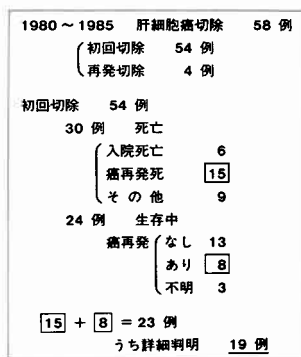 1980～1985 肝細胞癌切除 58 例
初回切除 54 例
再発切除 4 例
初回切除 54 例
30 例 死亡
入院死亡 6
癌再発死 15
その他 9
24 例 生存中
癌再発 なし 13
あり 8
不明 3
15 + 8 = 23 例
うち詳細判明 19 例